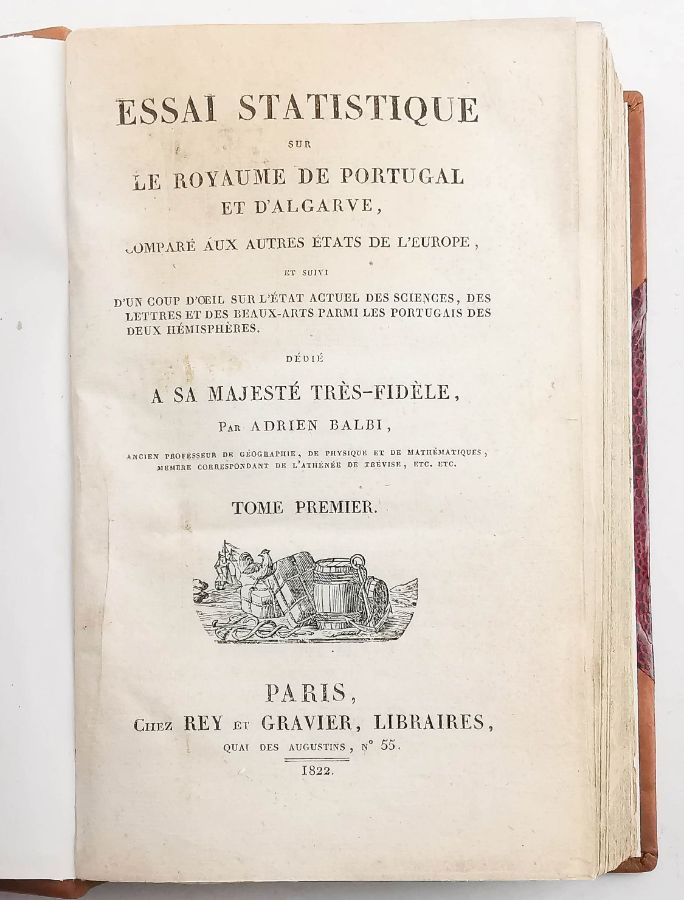 ESSAI STATISTIQUE
SUR
LE ROYAUME DE PORTUGAL
ET D'ALGARVE,
COMPARÉ AUX AUTRES ÉTATS DE L'EUROPE,
ET SUIVI
D'UN COUP D'ŒIL SUR L'ÉTAT ACTUEL DES SCIENCES, DES
LETTRES ET DES BEAUX-ARTS PARMI LES PORTUGAIS DES
DEUX HÉMISPHÈRES.
DÉDIÉ
A SA MAJESTÉ TRÈS-FIDÈLE,
PAR ADRIEN BALBI,
ANCIEN PROFESSEUR DE GÉOGRAPHIE, DE PHYSIQUE ET DE MATHÉMATIQUES,
MEMBRE CORRESPONDANT DE L'ATHÉNÉE DE TRÉVISE, ETC. ETC.
TOME PREMIER.
PARIS,
CHEZ REY ET GRAVIER, LIBRAIRES,
QUAI DES AUGUSTINS, N° 55.
1822.